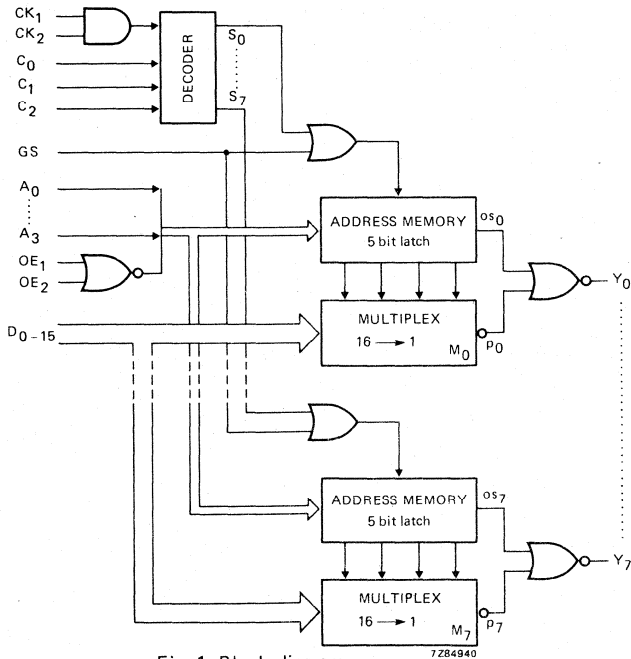 CK1
CK2
C0
C1
C2
DECODER
S0
S7
GS
A0
A3
OE1
OE2
D0-15
ADDRESS MEMORY
5 bit latch
os0
MULTIPLEX
16 → 1
M0
p0
Y0
ADDRESS MEMORY
5 bit latch
os7
MULTIPLEX
16 → 1
M7
p7
Y7
7Z84940